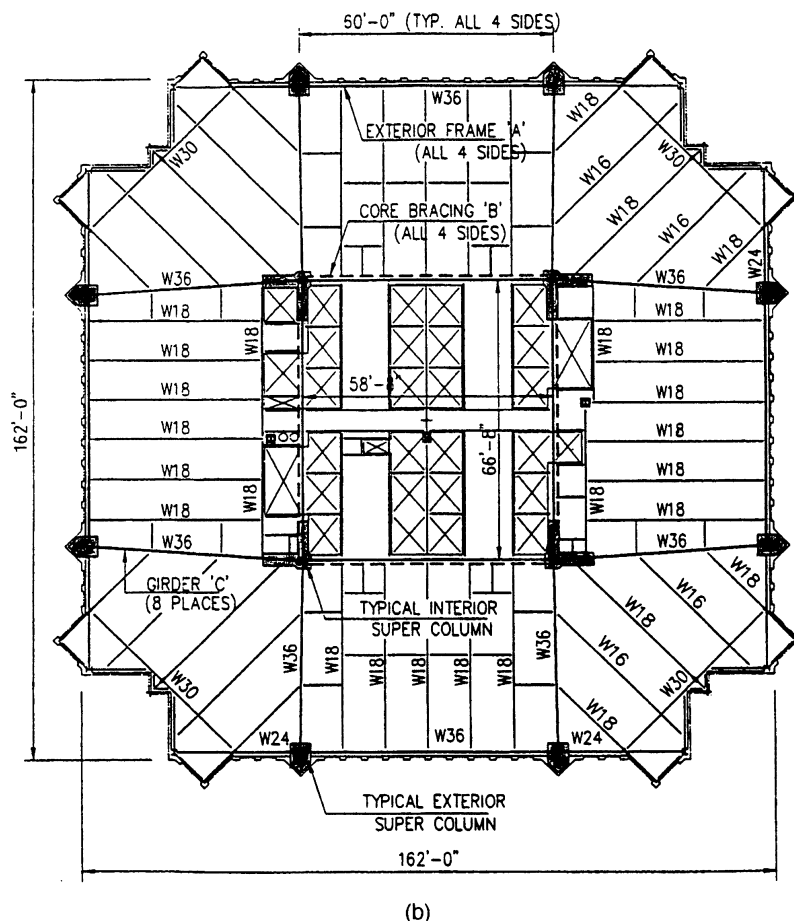 60'-0" (TYP. ALL 4 SIDES)
W36
W18
EXTERIOR FRAME 'A'
(ALL 4 SIDES)
W30
W16
W30
CORE BRACING 'B'
(ALL 4 SIDES)
W18
W16
W18
W24
W36
W36
W18
W18
W18
W18
W18
W18
58'-8"
W18
W18
162'-0"
66'-8"
W18
W18
W18
W18
W18
W18
W18
W18
W36
W36
GIRDER 'C'
(8 PLACES)
TYPICAL INTERIOR
SUPER COLUMN
W18
W16
W18
W36
W18
W18
W18
W18
W18
W36
W16
W30
W30
W18
W24
W36
W24
TYPICAL EXTERIOR
SUPER COLUMN
162'-0"
(b)